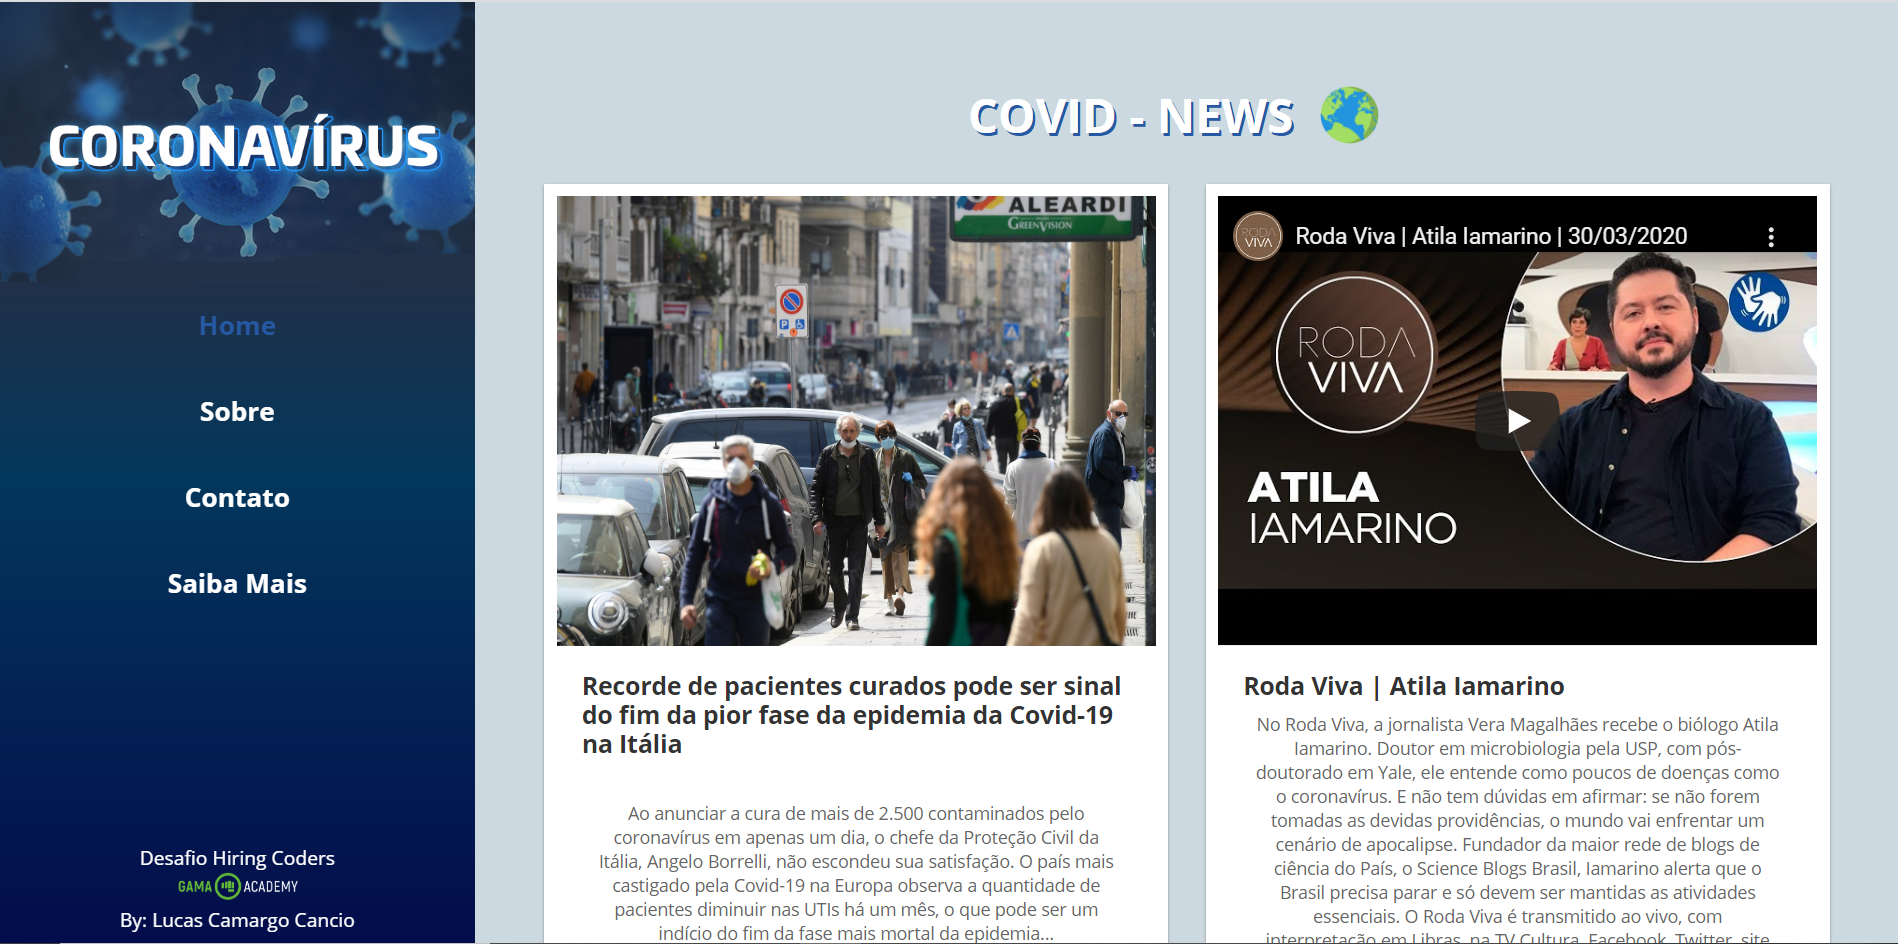 CORONAVÍRUS
Home
Sobre
Contato
Saiba Mais
Desafio Hiring Coders
GAMA ACADEMY
By: Lucas Camargo Cancio
COVID - NEWS
ALEARDI
GREENVISION
P
Recorde de pacientes curados pode ser sinal
do fim da pior fase da epidemia da Covid-19
na Itália
Ao anunciar a cura de mais de 2.500 contaminados pelo
coronavírus em apenas um dia, o chefe da Proteção Civil da
Itália, Angelo Borrelli, não escondeu sua satisfação. O país mais
castigado pela Covid-19 na Europa observa a quantidade de
pacientes diminuir nas UTIs há um mês, o que pode ser um
indício do fim da fase mais mortal da epidemia...
RODA
VIVA
Roda Viva | Atila Iamarino | 30/03/2020
RODA
VIVA
ATILA
IAMARINO
Roda Viva | Atila Iamarino
No Roda Viva, a jornalista Vera Magalhães recebe o biólogo Atila
Iamarino. Doutor em microbiologia pela USP, com pós-
doutorado em Yale, ele entende como poucos de doenças como
o coronavírus. E não tem dúvidas em afirmar: se não forem
tomadas as devidas providências, o mundo vai enfrentar um
cenário de apocalipse. Fundador da maior rede de blogs de
ciência do País, o Science Blogs Brasil, Iamarino alerta que o
Brasil precisa parar e só devem ser mantidas as atividades
essenciais. O Roda Viva é transmitido ao vivo, com
interpretação em Libras, na TV Cultura, Facebook, Twitter, site